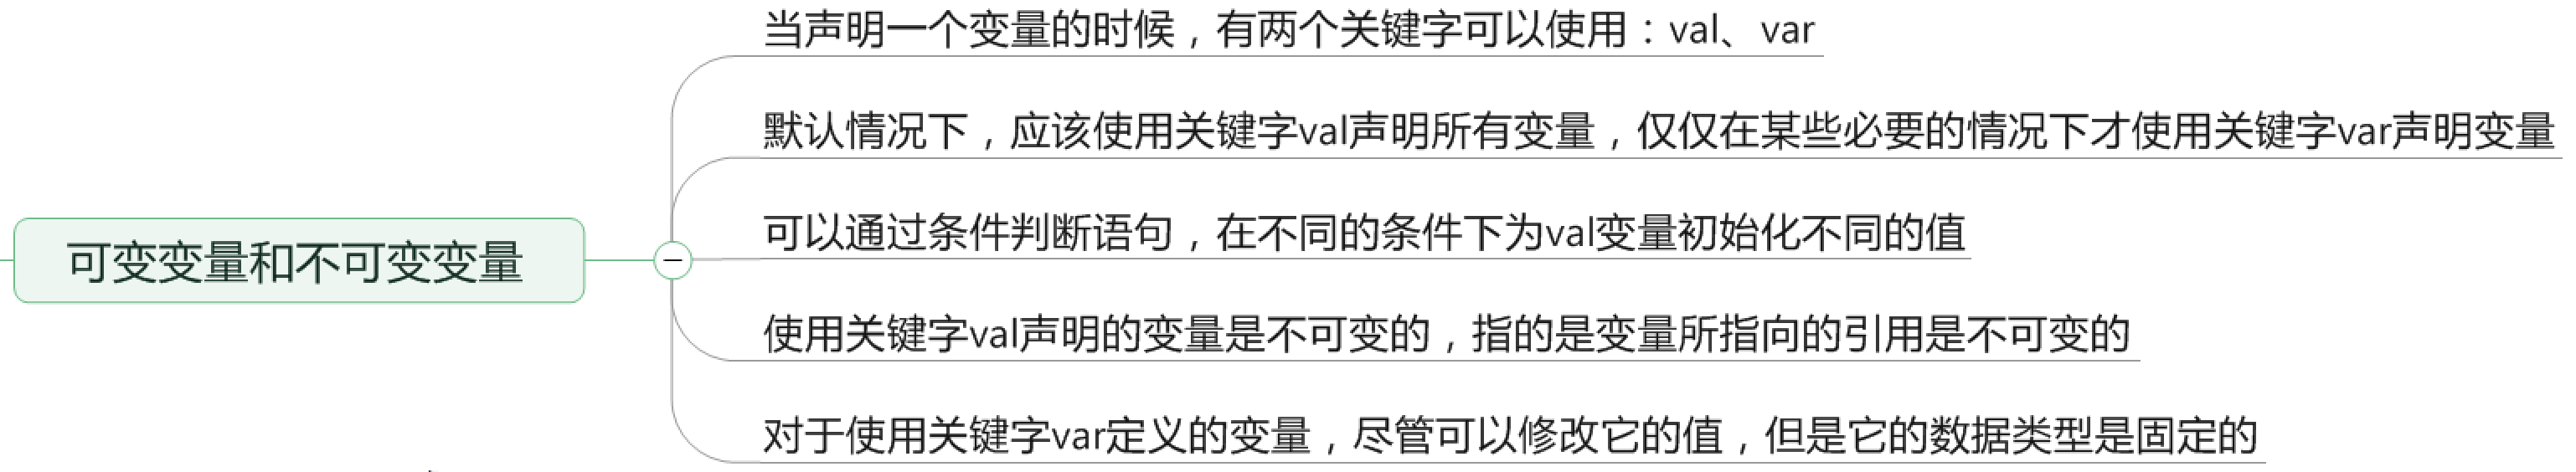 当声明一个变量的时候，有两个关键字可以使用：val、var
默认情况下，应该使用关键字val声明所有变量，仅仅在某些必要的情况下才使用关键字var声明变量
可变变量和不可变变量
可以通过条件判断语句，在不同的条件下为val变量初始化不同的值
使用关键字val声明的变量是不可变的，指的是变量所指向的引用是不可变的
对于使用关键字var定义的变量，尽管可以修改它的值，但是它的数据类型是固定的